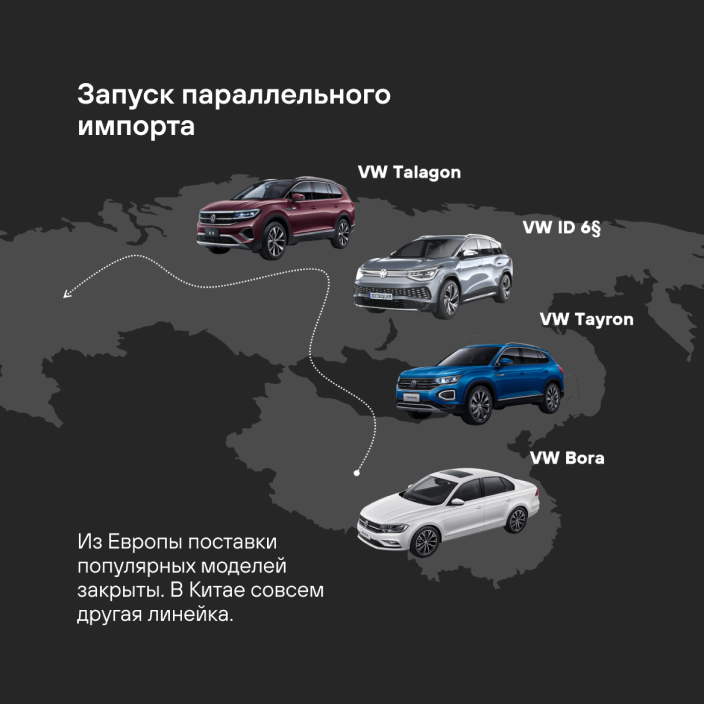 Запуск параллельного
импорта
VW Talagon
VW ID 6§
VW Tayron
VW Bora
Из Европы поставки
популярных моделей
закрыты. В Китае совсем
другая линейка.